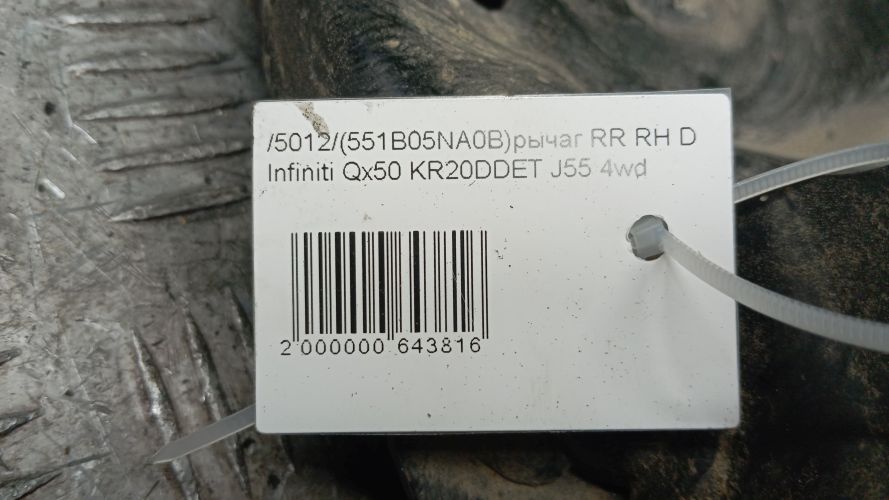 /5012/(551B05NA0B)рычаг RR RH D
Infiniti Qx50 KR20DDET J55 4wd
2 000000 643816